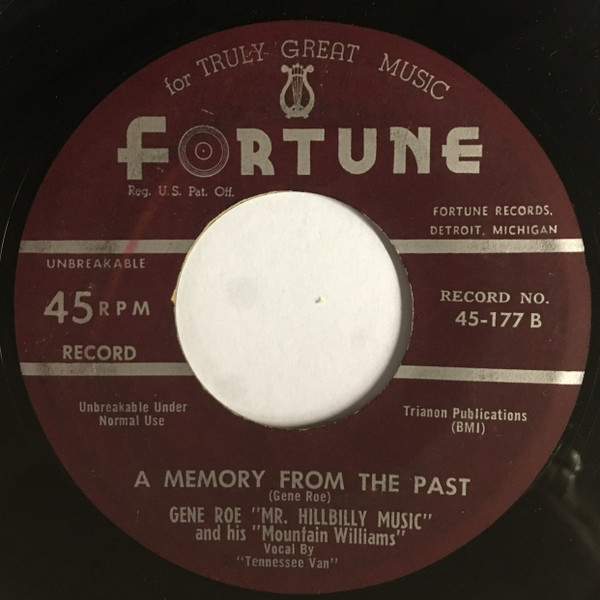 for TRULY GREAT MUSIC
FORTUNE
Reg. U.S. Pat. Off.
FORTUNE RECORDS,
DETROIT, MICHIGAN
UNBREAKABLE
45 RPM
RECORD
RECORD NO.
45-177 B
Unbreakable Under
Normal Use
Trianon Publications
(BMI)
A MEMORY FROM THE PAST
(Gene Roe)
GENE ROE "MR. HILLBILLY MUSIC"
and his "Mountain Williams"
Vocal By
"Tennessee Van"